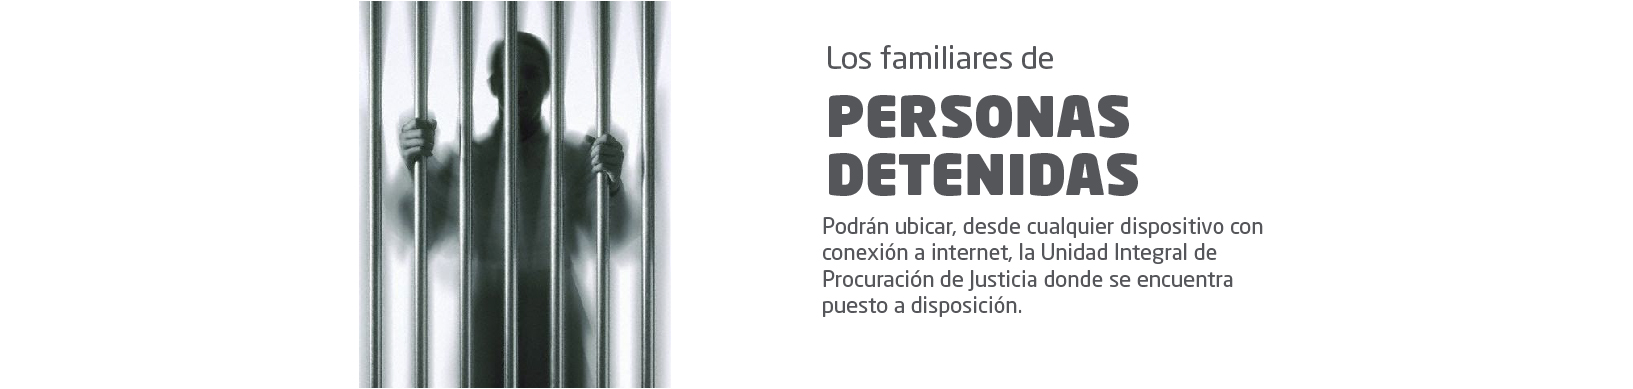 Los familiares de
PERSONAS
DETENIDAS
Podrán ubicar, desde cualquier dispositivo con
conexión a internet, la Unidad Integral de
Procuración de Justicia donde se encuentra
puesto a disposición.